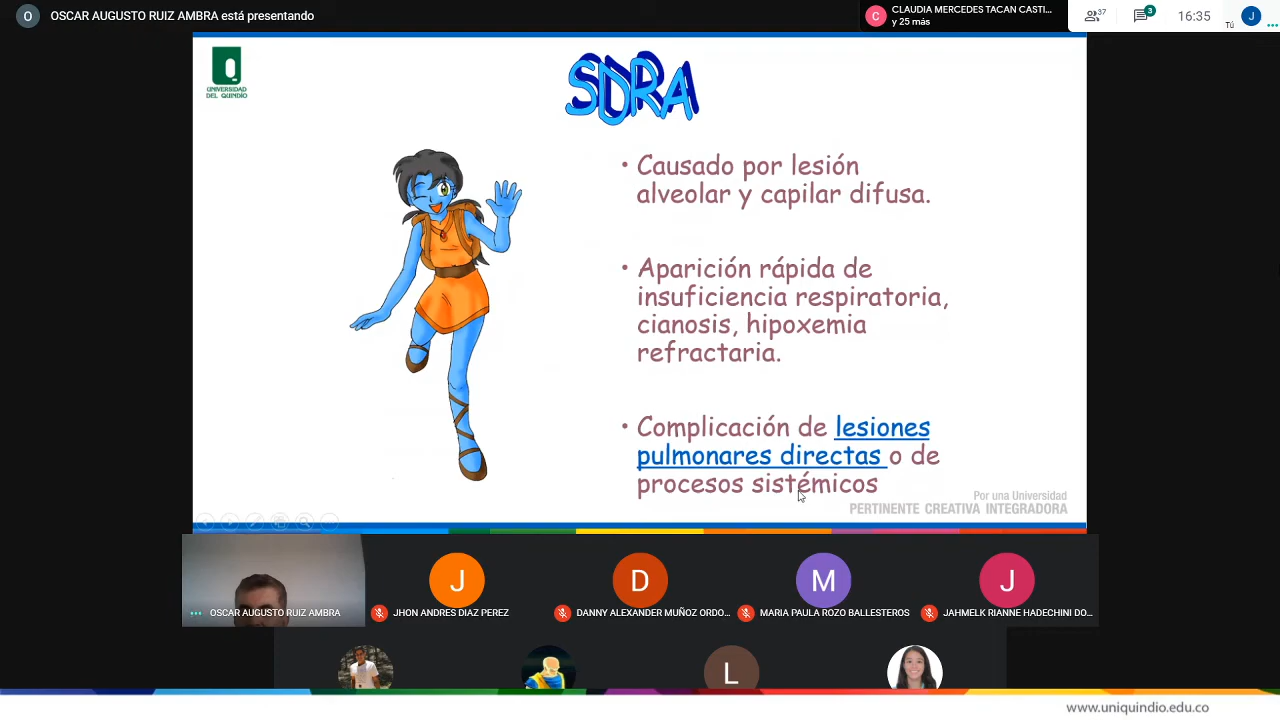 O OSCAR AUGUSTO RUIZ AMBRA está presentando
C CLAUDIA MERCEDES TACAN CASTI...
y 25 más
37
3
16:35
Tú
J
UNIVERSIDAD
DEL QUINDÍO
SDRA
• Causado por lesión
alveolar y capilar difusa.
• Aparición rápida de
insuficiencia respiratoria,
cianosis, hipoxemia
refractaria.
• Complicación de lesiones
pulmonares directas o de
procesos sistémicos
Por una Universidad
PERTINENTE CREATIVA INTEGRADORA
J
D
M
J
OSCAR AUGUSTO RUIZ AMBRA
JHON ANDRES DIAZ PEREZ
DANNY ALEXANDER MUÑOZ ORDO...
MARIA PAULA ROZO BALLESTEROS
JAHMELK RIANNE HADECHINI DO...
L
www.uniquindio.edu.co